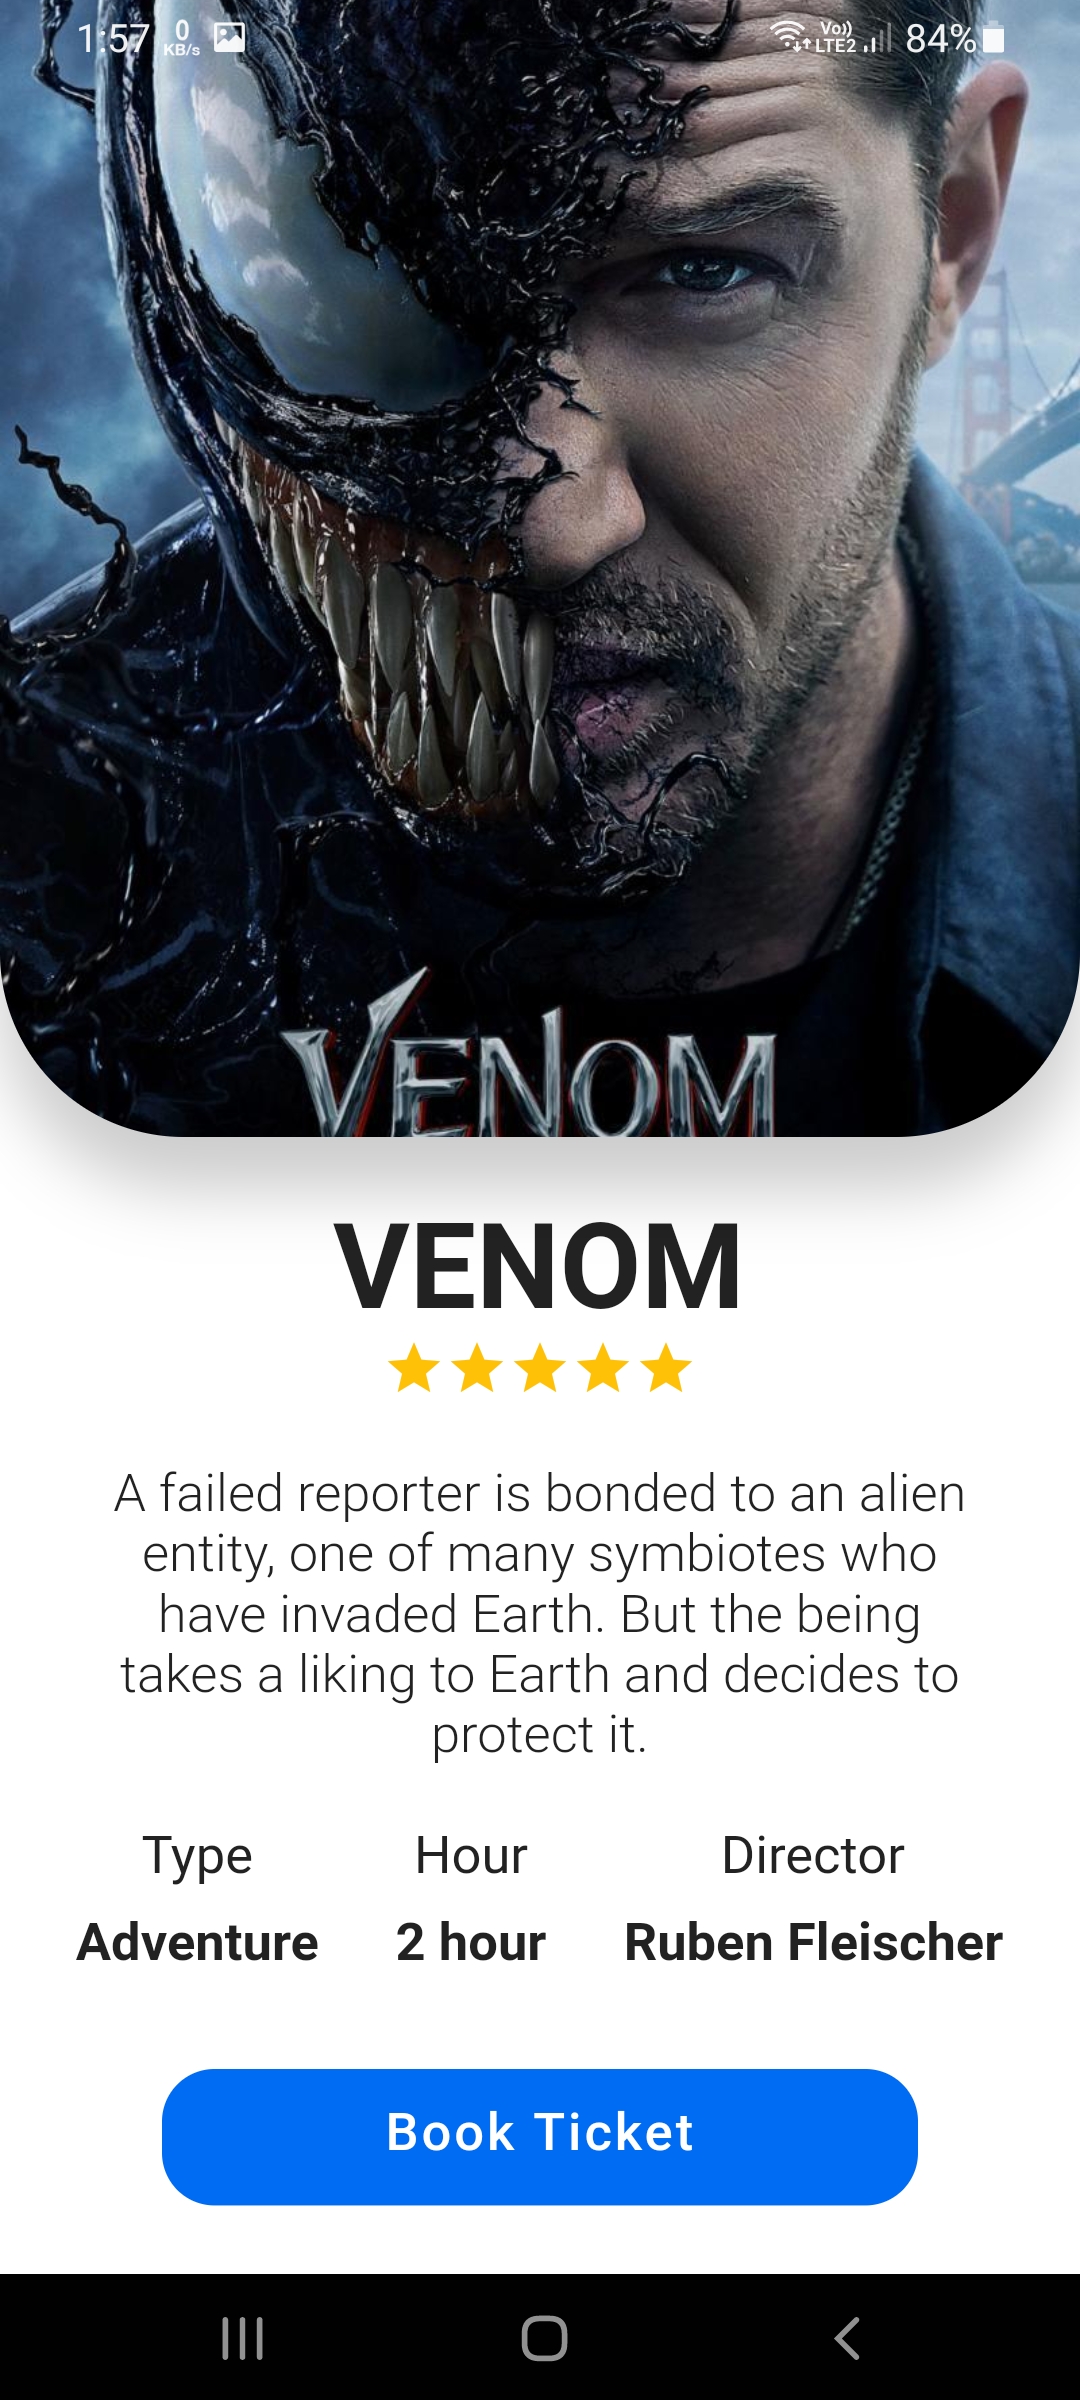 1:57 0 KB/s Vo)) LTE2 84%
VENOM
VENOM
A failed reporter is bonded to an alien
entity, one of many symbiotes who
have invaded Earth. But the being
takes a liking to Earth and decides to
protect it.
Type Hour Director
Adventure 2 hour Ruben Fleischer
Book Ticket